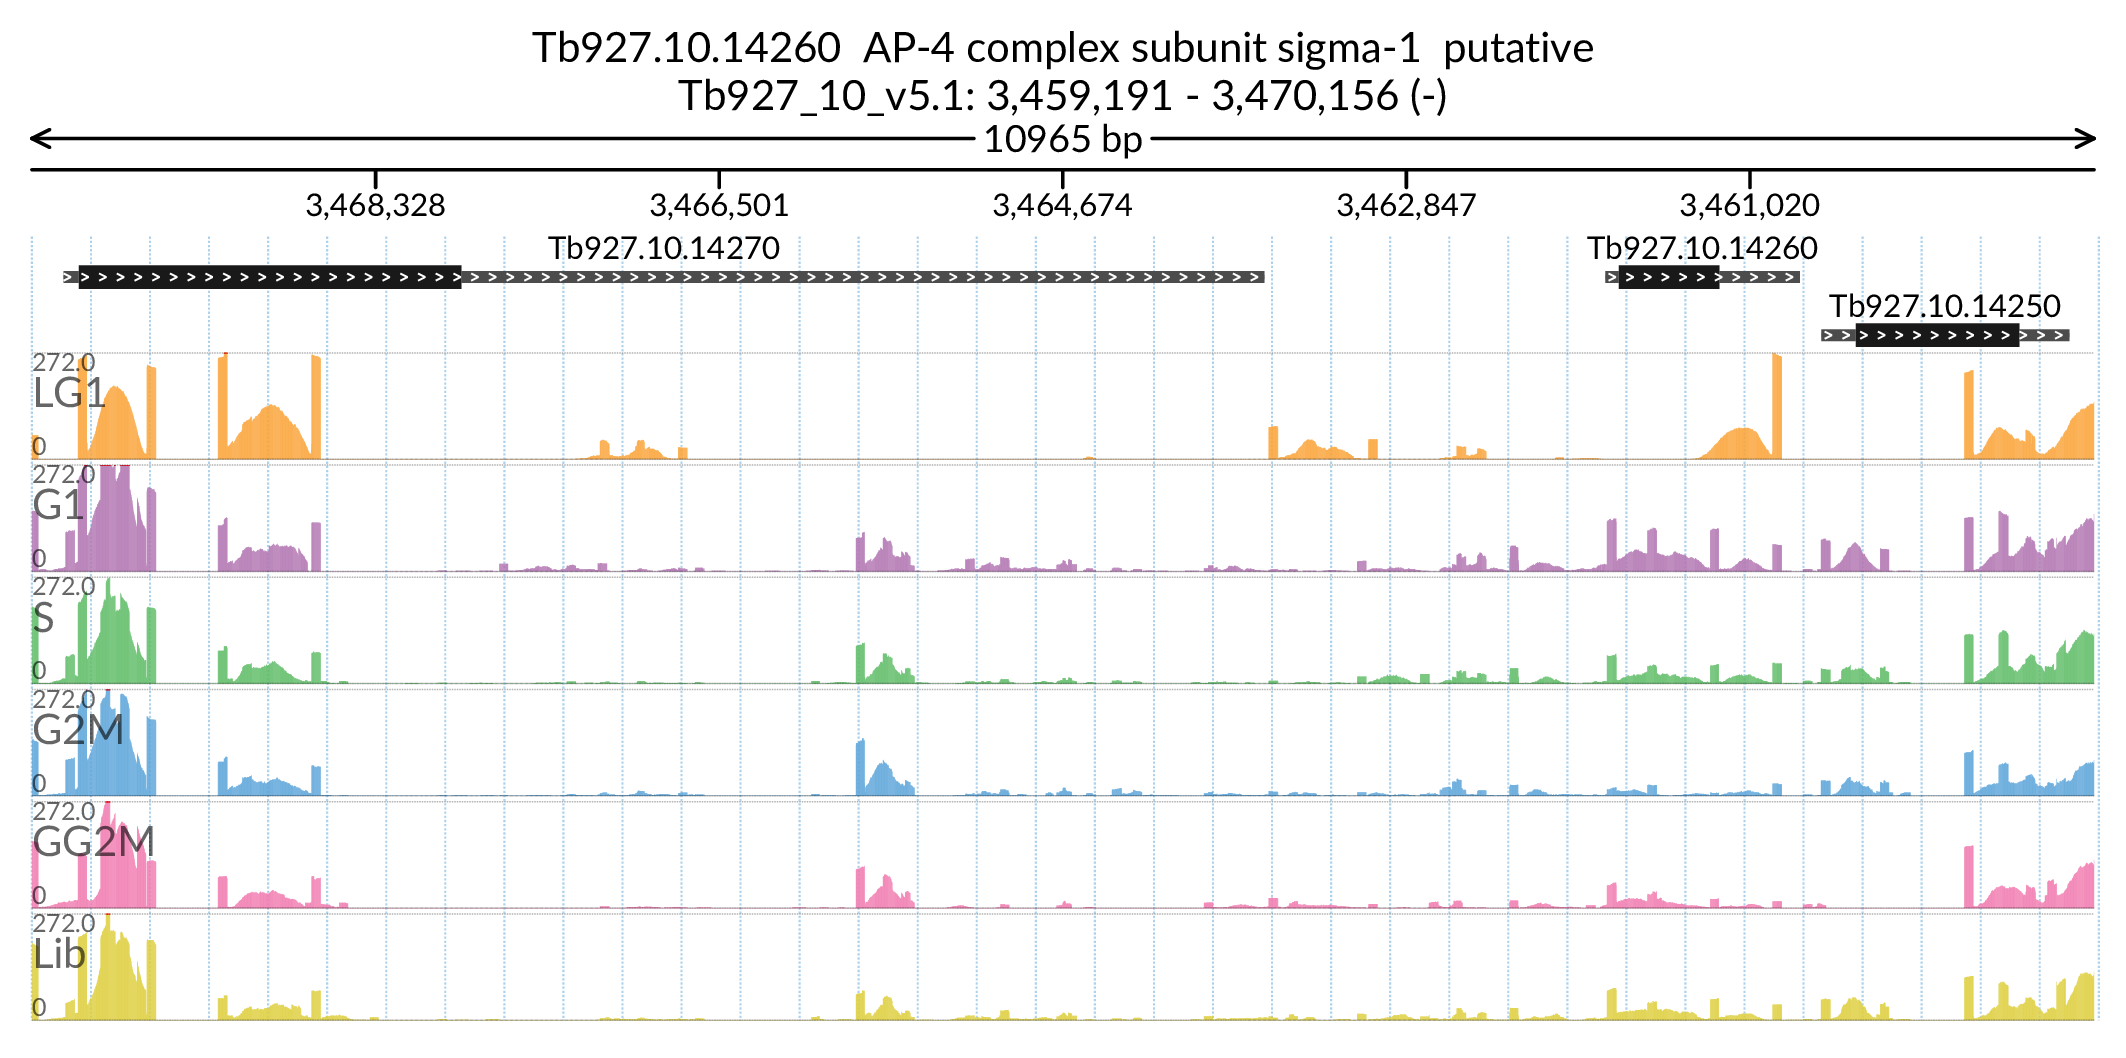 Tb927.10.14260  AP-4 complex subunit sigma-1  putative
Tb927_10_v5.1: 3,459,191 - 3,470,156 (-)
10965 bp
3,468,328 3,466,501 3,464,674 3,462,847 3,461,020
Tb927.10.14270 Tb927.10.14260
Tb927.10.14250
272.0
LG1
0
272.0
G1
0
272.0
S
0
272.0
G2M
0
272.0
GG2M
0
272.0
Lib
0